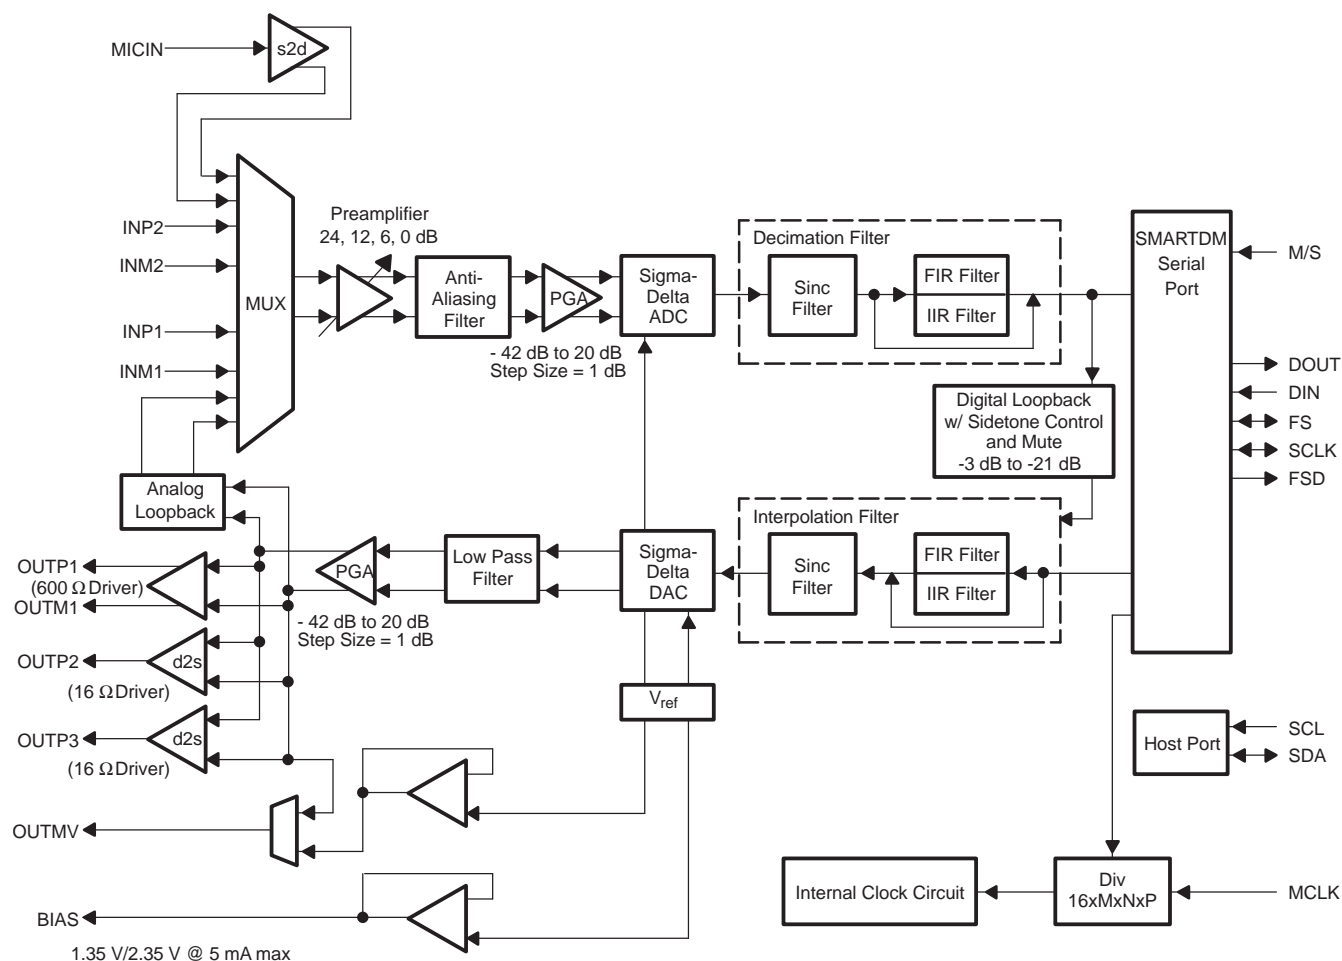 MICIN
s2d
INP2
INM2
INP1
INM1
MUX
Preamplifier
24, 12, 6, 0 dB
Anti-
Aliasing
Filter
PGA
- 42 dB to 20 dB
Step Size = 1 dB
Sigma-
Delta
ADC
Decimation Filter
Sinc
Filter
FIR Filter
IIR Filter
SMARTDM
Serial
Port
M/S
DOUT
DIN
FS
SCLK
FSD
Digital Loopback
w/ Sidetone Control
and Mute
-3 dB to -21 dB
Analog
Loopback
OUTP1
(600 Ω Driver)
OUTM1
OUTP2
d2s
(16 Ω Driver)
OUTP3
d2s
(16 Ω Driver)
PGA
- 42 dB to 20 dB
Step Size = 1 dB
Low Pass
Filter
Sigma-
Delta
DAC
Interpolation Filter
Sinc
Filter
FIR Filter
IIR Filter
Vref
Host Port
SCL
SDA
OUTMV
BIAS
1.35 V/2.35 V @ 5 mA max
Internal Clock Circuit
Div
16xMxNxP
MCLK